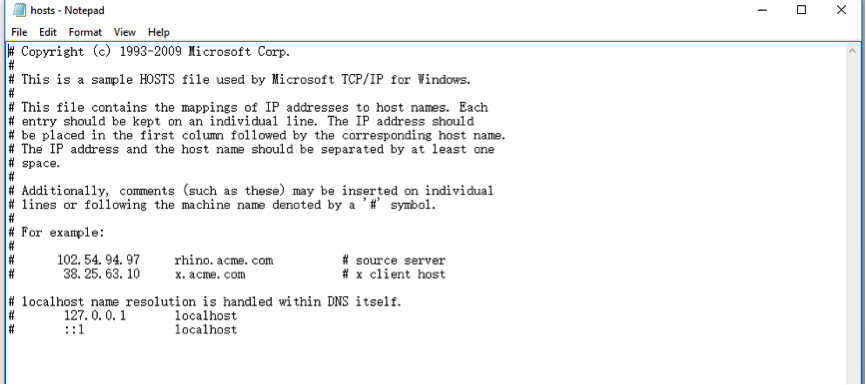 hosts - Notepad
File Edit Format View Help
# Copyright (c) 1993-2009 Microsoft Corp.
#
# This is a sample HOSTS file used by Microsoft TCP/IP for Windows.
#
# This file contains the mappings of IP addresses to host names. Each
# entry should be kept on an individual line. The IP address should
# be placed in the first column followed by the corresponding host name.
# The IP address and the host name should be separated by at least one
# space.
#
# Additionally, comments (such as these) may be inserted on individual
# lines or following the machine name denoted by a '#' symbol.
#
# For example:
#
#      102.54.94.97     rhino.acme.com          # source server
#       38.25.63.10     x.acme.com              # x client host

# localhost name resolution is handled within DNS itself.
#       127.0.0.1       localhost
#       ::1             localhost